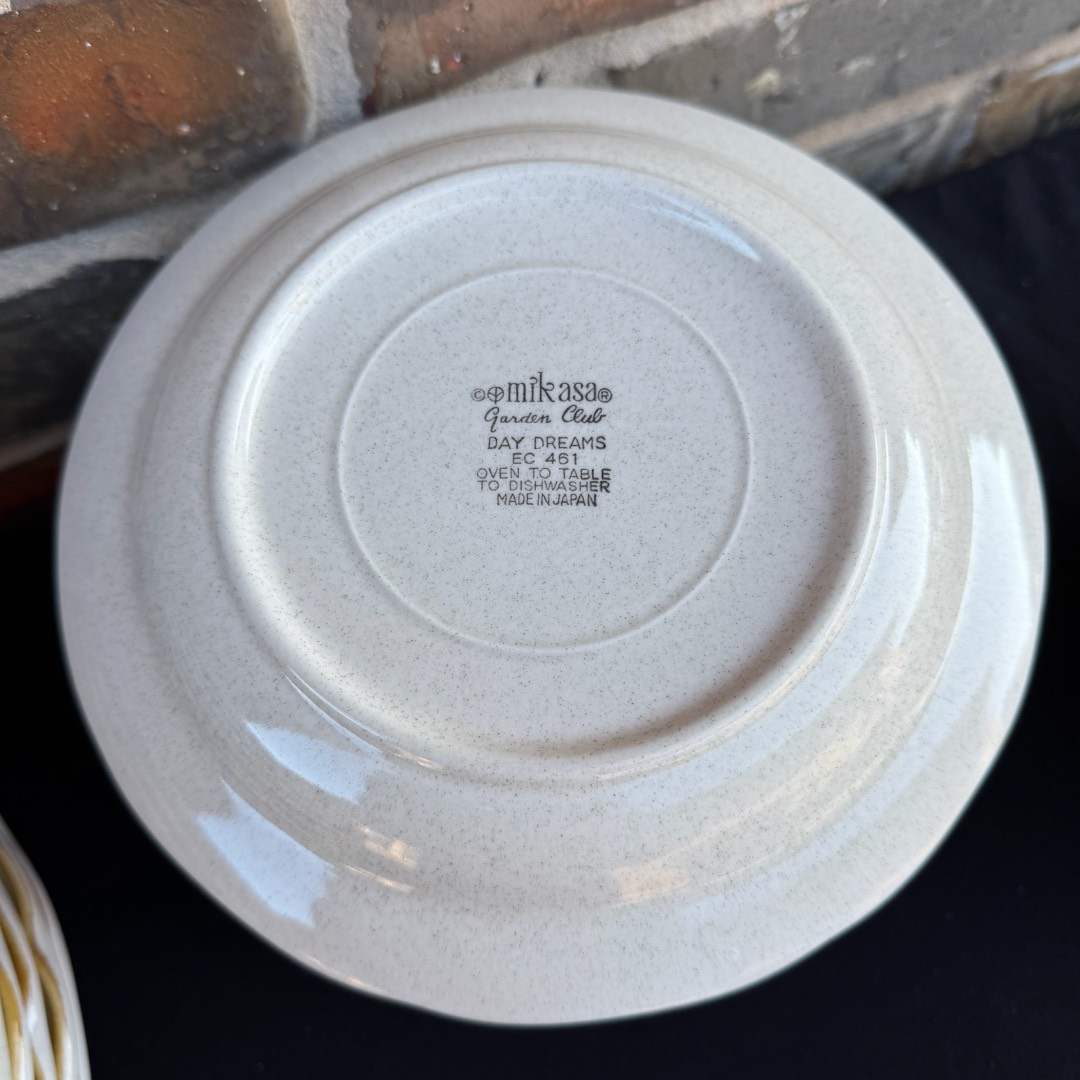 © mikasa ®
Garden Club
DAY DREAMS
EC 461
OVEN TO TABLE
TO DISHWASHER
MADE IN JAPAN